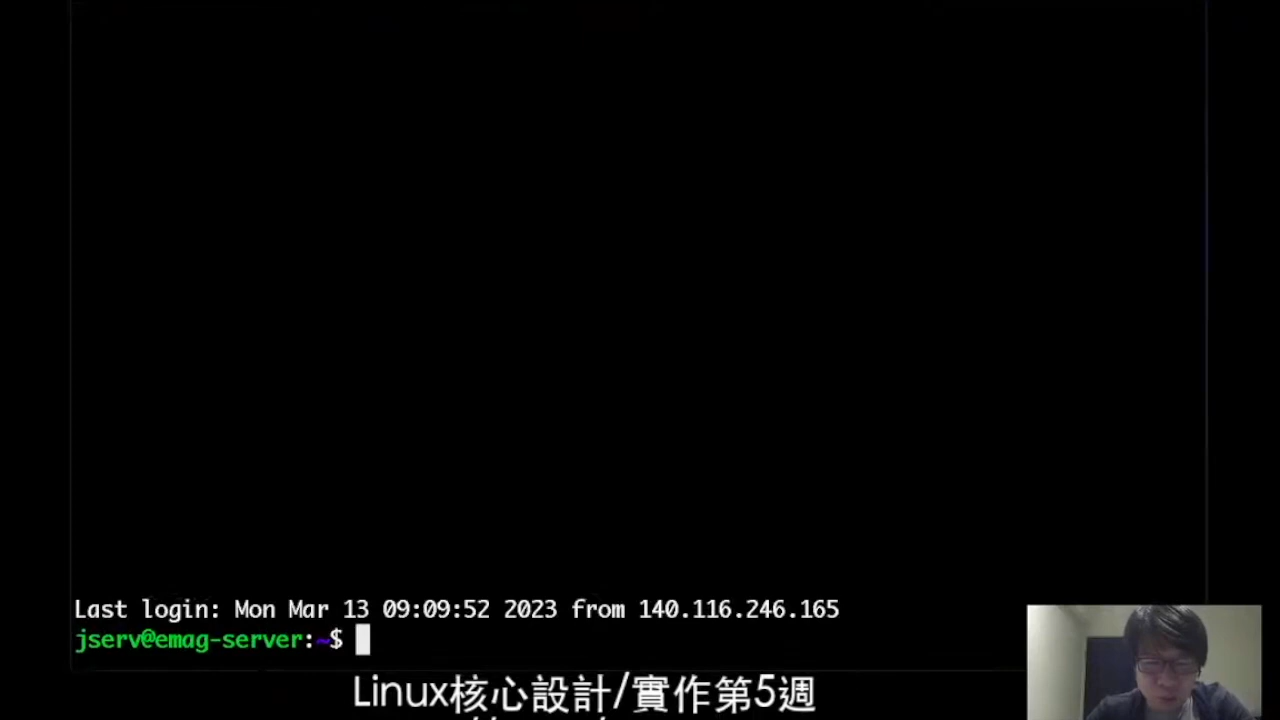 Last login: Mon Mar 13 09:09:52 2023 from 140.116.246.165
jserv@emag-server:~$
Linux核心設計/實作第5週